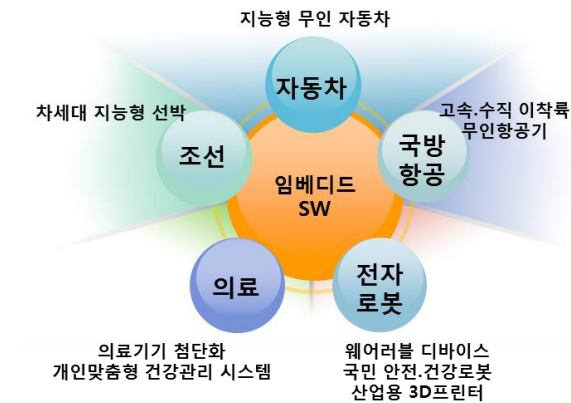 지능형 무인 자동차
자동차
차세대 지능형 선박
조선
고속.수직 이착륙
무인항공기
국방
항공
임베디드
SW
의료
전자
로봇
의료기기 첨단화
개인맞춤형 건강관리 시스템
웨어러블 디바이스
국민 안전.건강로봇
산업용 3D프린터